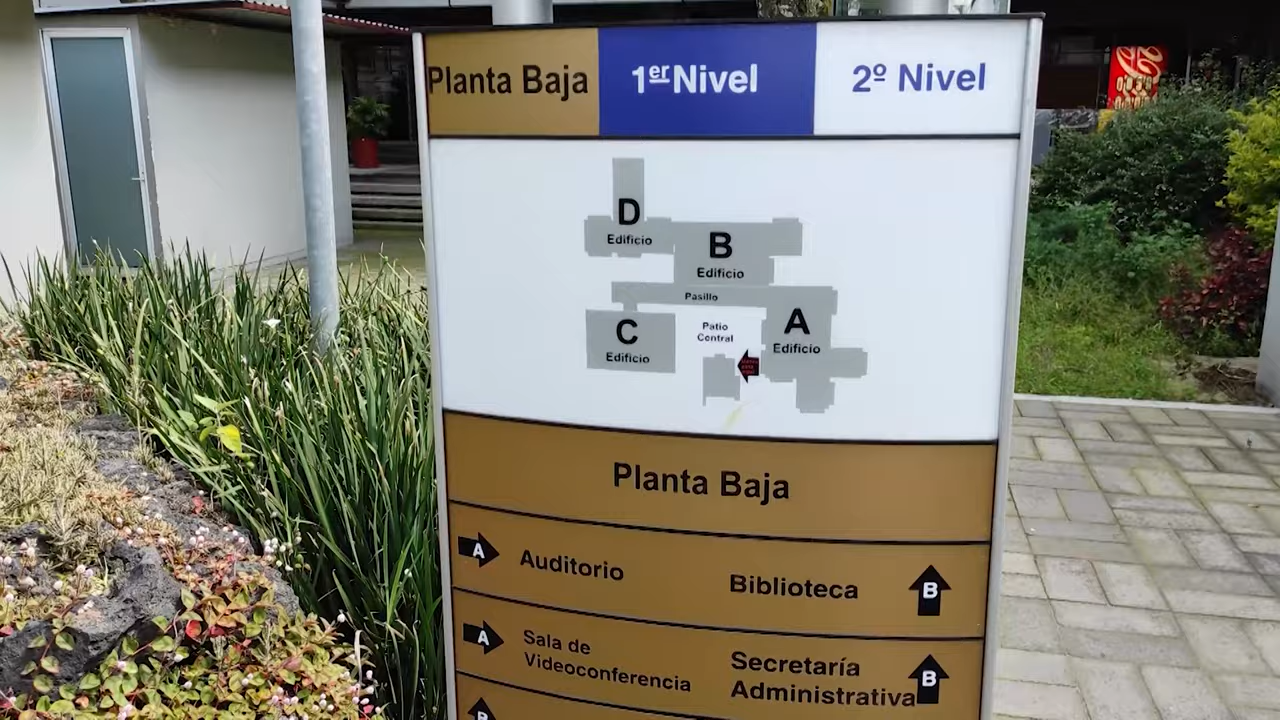 Planta Baja
1er Nivel
2º Nivel
D
Edificio
B
Edificio
Pasillo
C
Edificio
Patio
Central
A
Edificio
Planta Baja
A Auditorio
Biblioteca B
A Sala de
Videoconferencia
Secretaría
Administrativa B
B